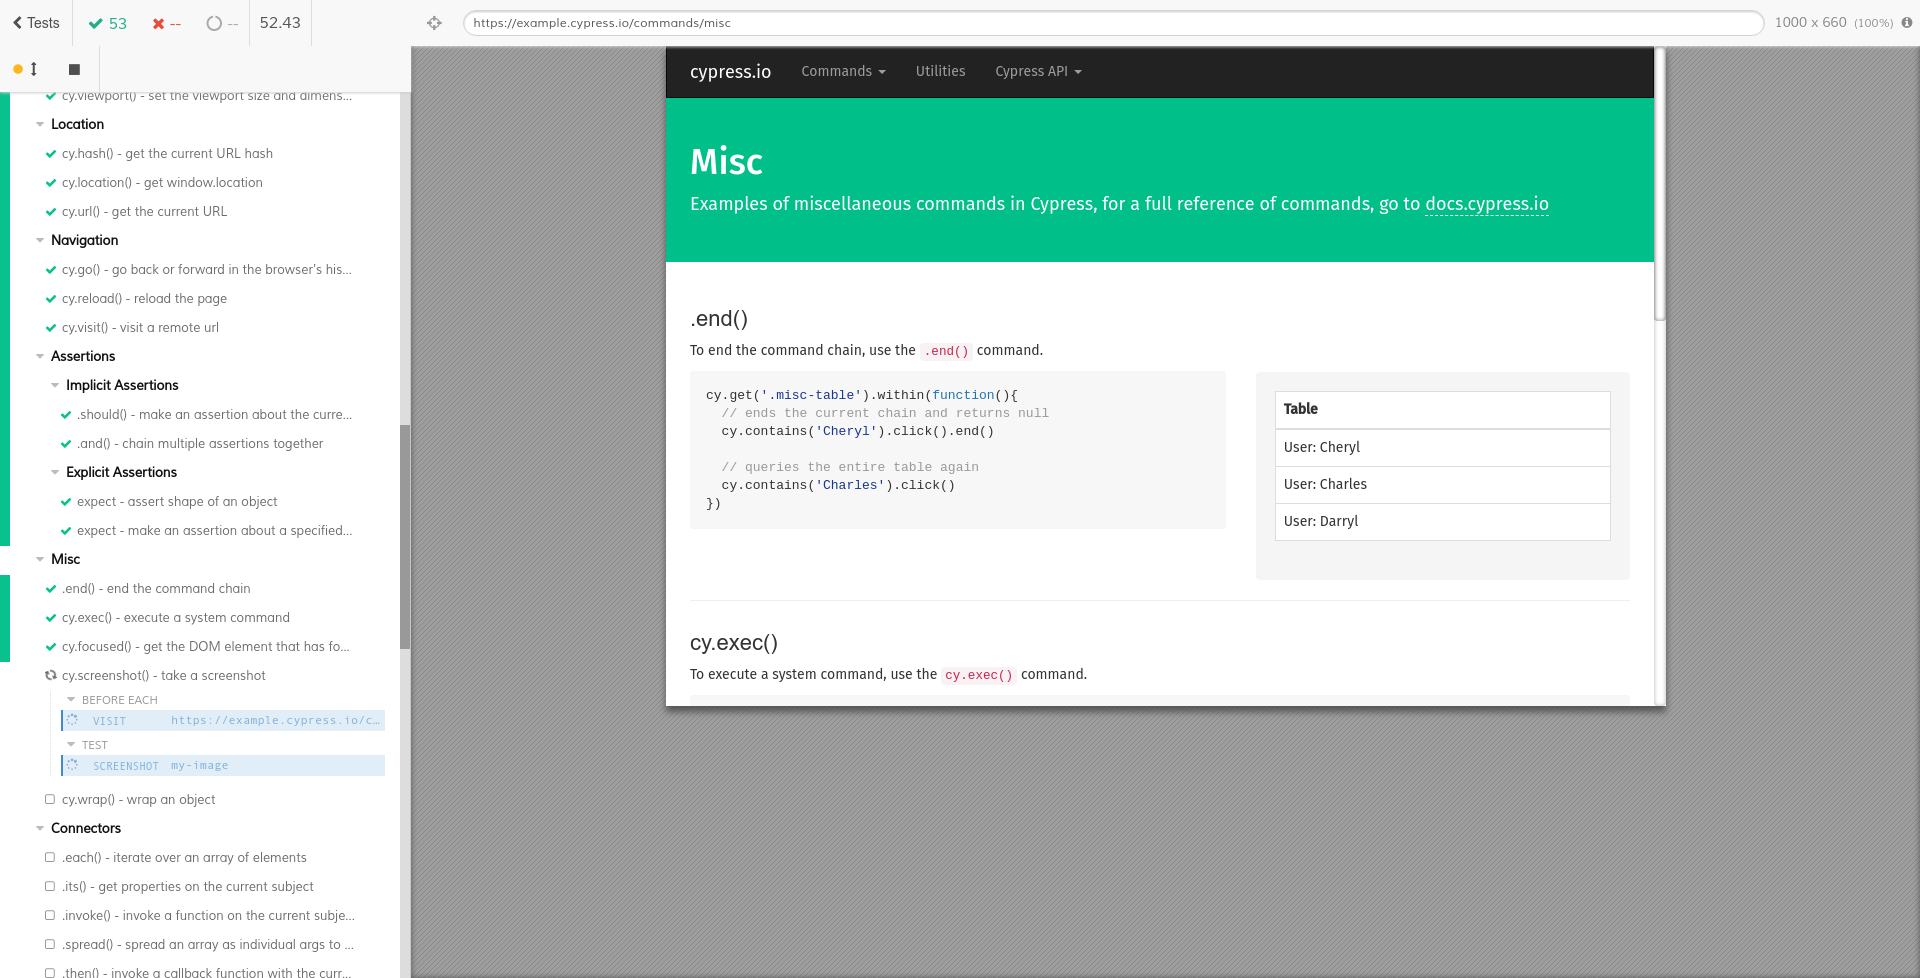 Tests
53
--
--
52.43
https://example.cypress.io/commands/misc
1000 x 660 (100%)
cy.viewport() - set the viewport size and dimens...
Location
cy.hash() - get the current URL hash
cy.location() - get window.location
cy.url() - get the current URL
Navigation
cy.go() - go back or forward in the browser's his...
cy.reload() - reload the page
cy.visit() - visit a remote url
Assertions
Implicit Assertions
.should() - make an assertion about the curre...
.and() - chain multiple assertions together
Explicit Assertions
expect - assert shape of an object
expect - make an assertion about a specified...
Misc
.end() - end the command chain
cy.exec() - execute a system command
cy.focused() - get the DOM element that has fo...
cy.screenshot() - take a screenshot
BEFORE EACH
VISIT https://example.cypress.io/c...
TEST
SCREENSHOT my-image
cy.wrap() - wrap an object
Connectors
.each() - iterate over an array of elements
.its() - get properties on the current subject
.invoke() - invoke a function on the current subje...
.spread() - spread an array as individual args to ...
.then() - invoke a callback function with the curr...
cypress.io Commands Utilities Cypress API
Misc
Examples of miscellaneous commands in Cypress, for a full reference of commands, go to docs.cypress.io
.end()
To end the command chain, use the .end() command.
cy.get('.misc-table').within(function(){
// ends the current chain and returns null
cy.contains('Cheryl').click().end()
// queries the entire table again
cy.contains('Charles').click()
})
Table
User: Cheryl
User: Charles
User: Darryl
cy.exec()
To execute a system command, use the cy.exec() command.